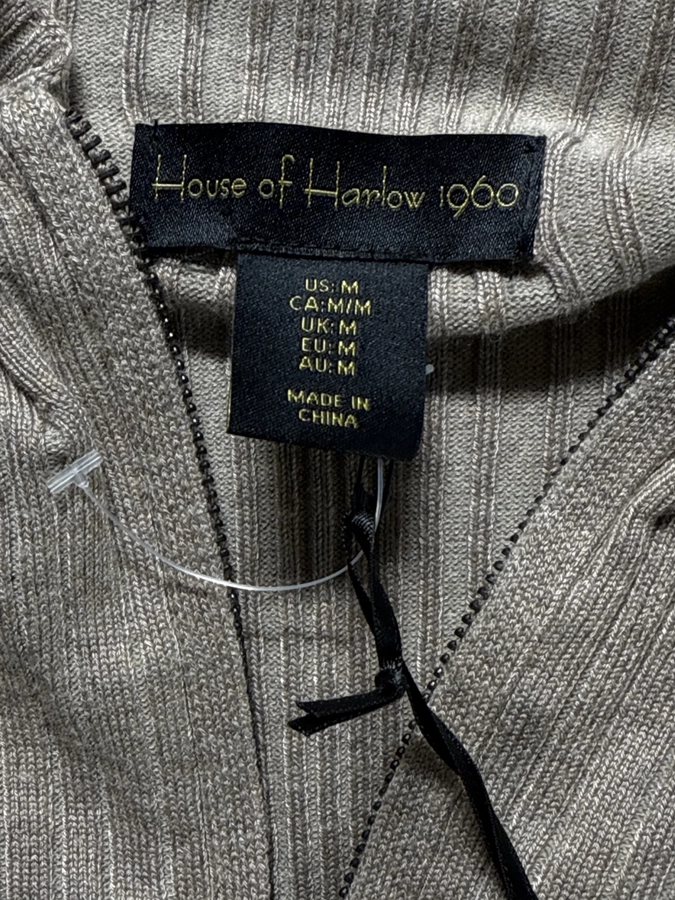 House of Harlow 1960
US: M
CA: M/M
UK: M
EU: M
AU: M
MADE IN
CHINA